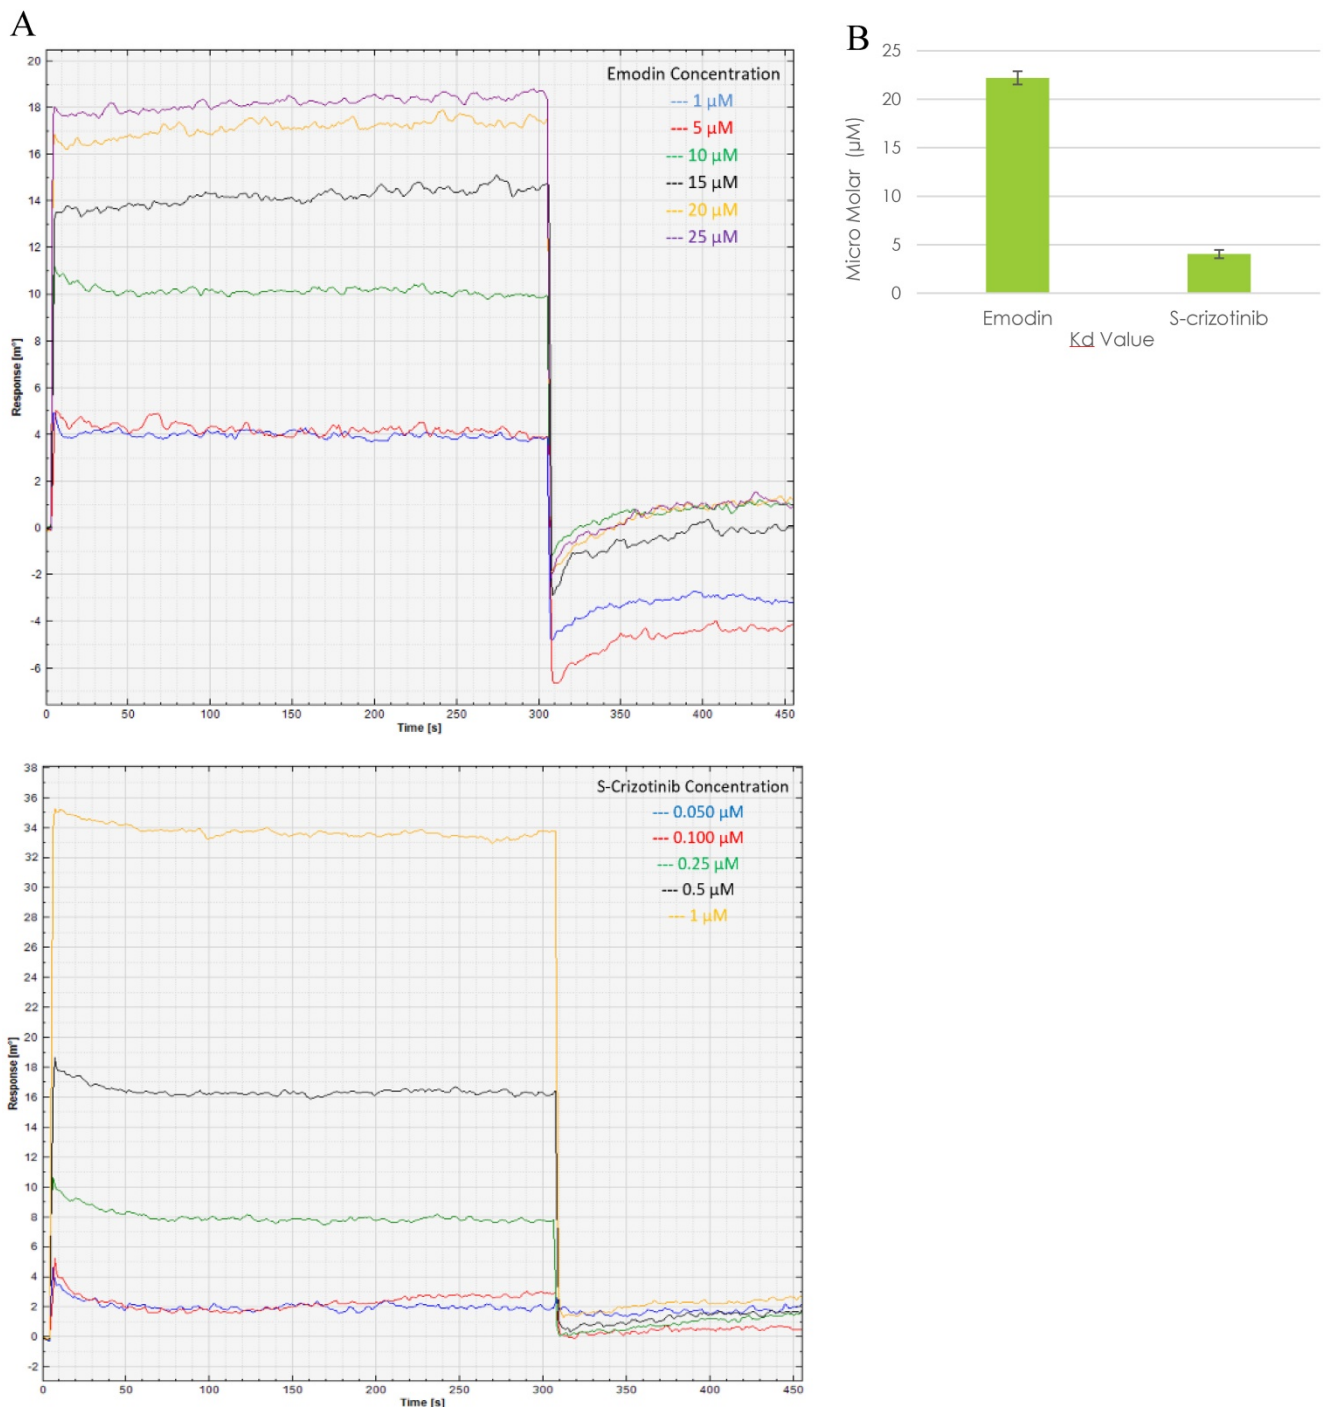 A
20
18
16
14
12
10
8
6
4
2
0
-2
-4
-6
Response [m°]
0 50 100 150 200 250 300 350 400 450
Time [s]
Emodin Concentration
--- 1 µM
--- 5 µM
--- 10 µM
--- 15 µM
--- 20 µM
--- 25 µM
B
25
20
15
10
5
0
Micro Molar (µM)
Emodin S-crizotinib
Kd Value
38
36
34
32
30
28
26
24
22
20
18
16
14
12
10
8
6
4
2
0
-2
Response [m°]
0 50 100 150 200 250 300 350 400 450
Time [s]
S-Crizotinib Concentration
--- 0.050 µM
--- 0.100 µM
--- 0.25 µM
--- 0.5 µM
--- 1 µM